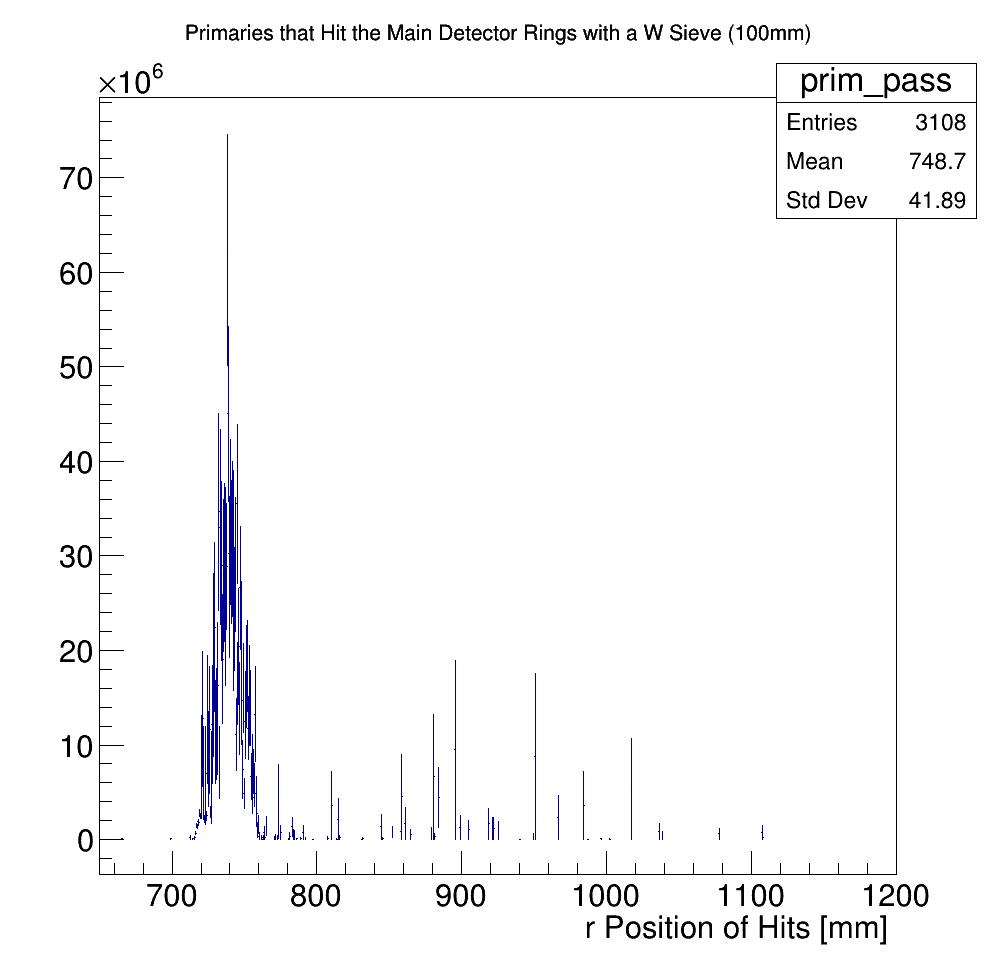 Primaries that Hit the Main Detector Rings with a W Sieve (100mm)
×10⁶
prim_pass
Entries 3108
Mean 748.7
Std Dev 41.89
70
60
50
40
30
20
10
0
700 800 900 1000 1100 1200
r Position of Hits [mm]